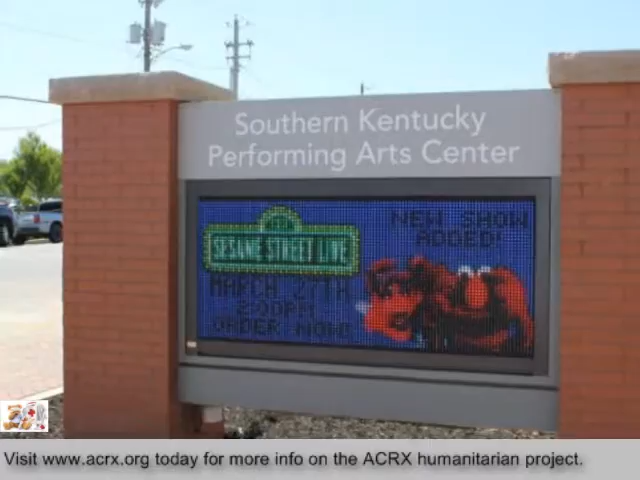 Southern Kentucky
Performing Arts Center
SESAME STREET LIVE
NEW SHOW
ADDED!
MARCH 27TH
2:00PM
ORDER NOW!
Visit www.acrx.org today for more info on the ACRX humanitarian project.